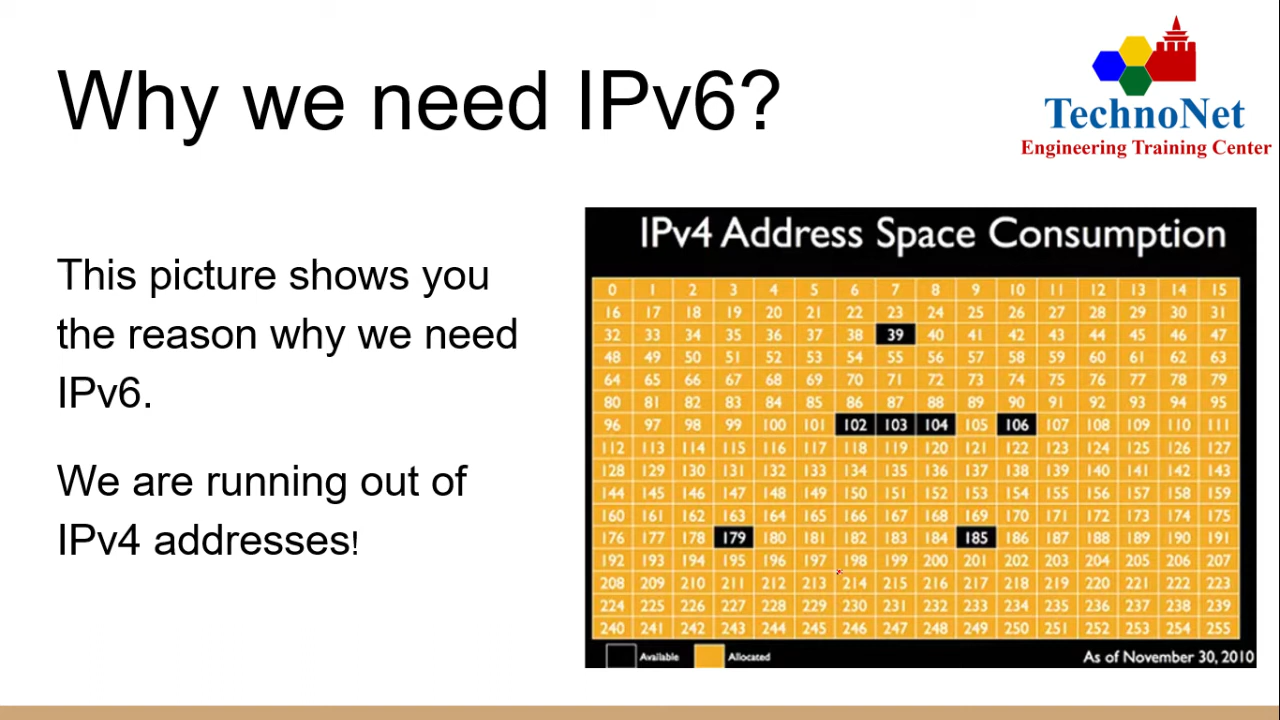 Why we need IPv6?
TechnoNet
Engineering Training Center
This picture shows you
the reason why we need
IPv6.
We are running out of
IPv4 addresses!
IPv4 Address Space Consumption
0 1 2 3 4 5 6 7 8 9 10 11 12 13 14 15
16 17 18 19 20 21 22 23 24 25 26 27 28 29 30 31
32 33 34 35 36 37 38 39 40 41 42 43 44 45 46 47
48 49 50 51 52 53 54 55 56 57 58 59 60 61 62 63
64 65 66 67 68 69 70 71 72 73 74 75 76 77 78 79
80 81 82 83 84 85 86 87 88 89 90 91 92 93 94 95
96 97 98 99 100 101 102 103 104 105 106 107 108 109 110 111
112 113 114 115 116 117 118 119 120 121 122 123 124 125 126 127
128 129 130 131 132 133 134 135 136 137 138 139 140 141 142 143
144 145 146 147 148 149 150 151 152 153 154 155 156 157 158 159
160 161 162 163 164 165 166 167 168 169 170 171 172 173 174 175
176 177 178 179 180 181 182 183 184 185 186 187 188 189 190 191
192 193 194 195 196 197 198 199 200 201 202 203 204 205 206 207
208 209 210 211 212 213 214 215 216 217 218 219 220 221 222 223
224 225 226 227 228 229 230 231 232 233 234 235 236 237 238 239
240 241 242 243 244 245 246 247 248 249 250 251 252 253 254 255
Available Allocated As of November 30, 2010